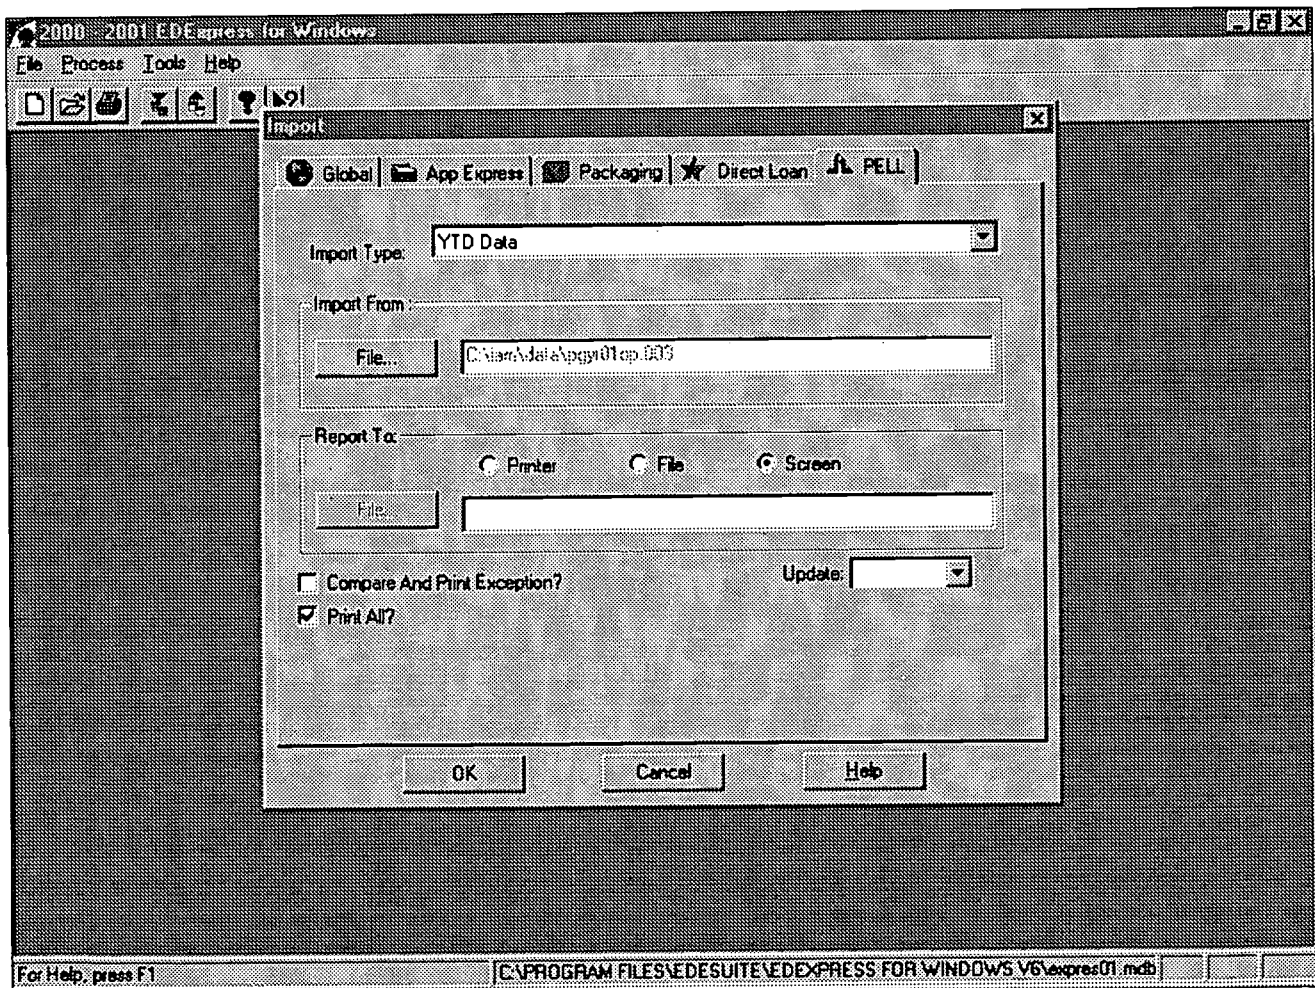 2000 - 2001 EDExpress for Windows
File Process Tools Help
Import
Global App Express Packaging Direct Loan PELL
Import Type: YTD Data
Import From :
File...
Report To:
Printer File Screen
File...
Compare And Print Exception? Update:
Print All?
OK Cancel Help
For Help, press F1 C:\PROGRAM FILES\EDESUITE\EDEXPRESS FOR WINDOWS V6\expres01.mdb